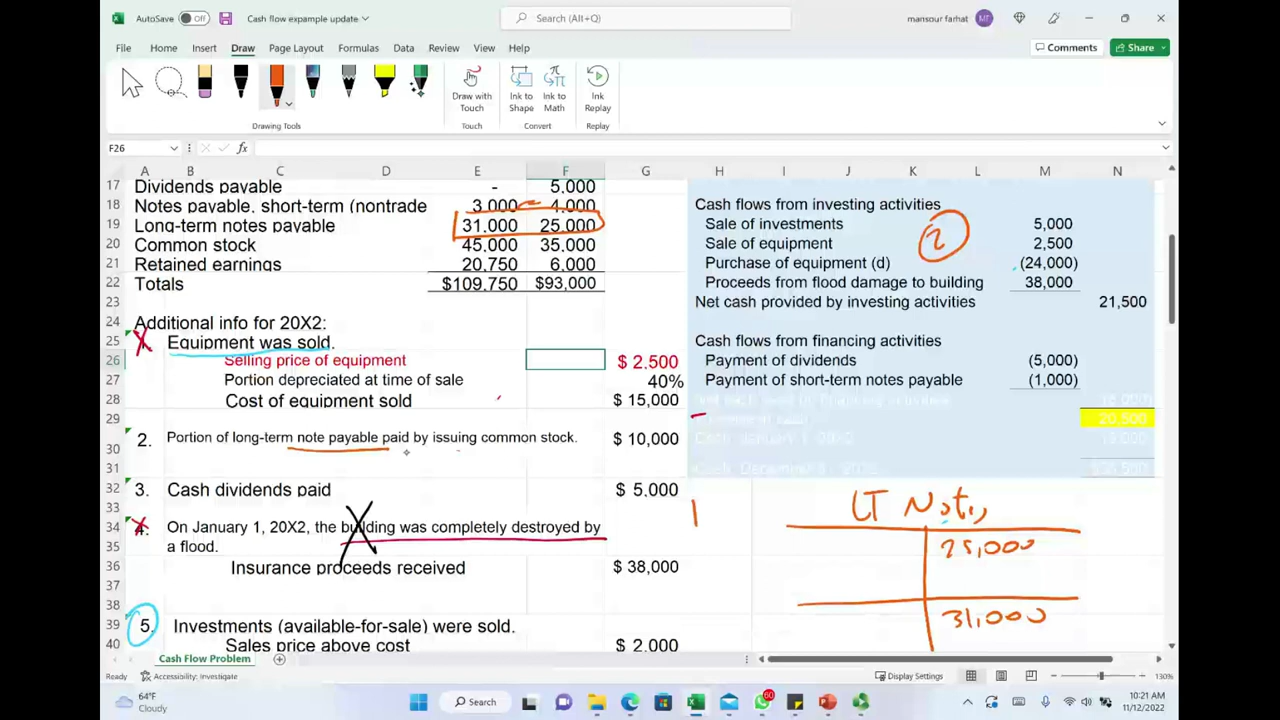 AutoSave Off Cash flow expample update Search (Alt+Q) mansour farhat MF
File Home Insert Draw Page Layout Formulas Data Review View Help Comments Share
Draw with Touch Ink to Shape Ink to Math Ink Replay
Drawing Tools Touch Convert Replay
F26 fx
A B C D E F G H I J K L M N
17 Dividends payable - 5,000
18 Notes payable, short-term (nontrade 3,000 4,000
19 Long-term notes payable 31,000 25,000
20 Common stock 45,000 35,000
21 Retained earnings 20,750 6,000
22 Totals $109,750 $93,000
23
24 Additional info for 20X2:
25 Equipment was sold.
26 Selling price of equipment $ 2,500
27 Portion depreciated at time of sale 40%
28 Cost of equipment sold $ 15,000
29
30 2. Portion of long-term note payable paid by issuing common stock. $ 10,000
31
32 3. Cash dividends paid $ 5,000
33
34 4. On January 1, 20X2, the building was completely destroyed by
35 a flood.
36 Insurance proceeds received $ 38,000
37
38
39 5. Investments (available-for-sale) were sold.
40 Sales price above cost $ 2,000
Cash flows from investing activities
Sale of investments 5,000
Sale of equipment 2,500
Purchase of equipment (d) (24,000)
Proceeds from flood damage to building 38,000
Net cash provided by investing activities 21,500
2
Cash flows from financing activities
Payment of dividends (5,000)
Payment of short-term notes payable (1,000)
20,500
LT Notes
25,000
31,000
Cash Flow Problem
Ready Accessibility: Investigate Display Settings 130%
64°F
Cloudy
Search
60
10:21 AM
11/12/2022